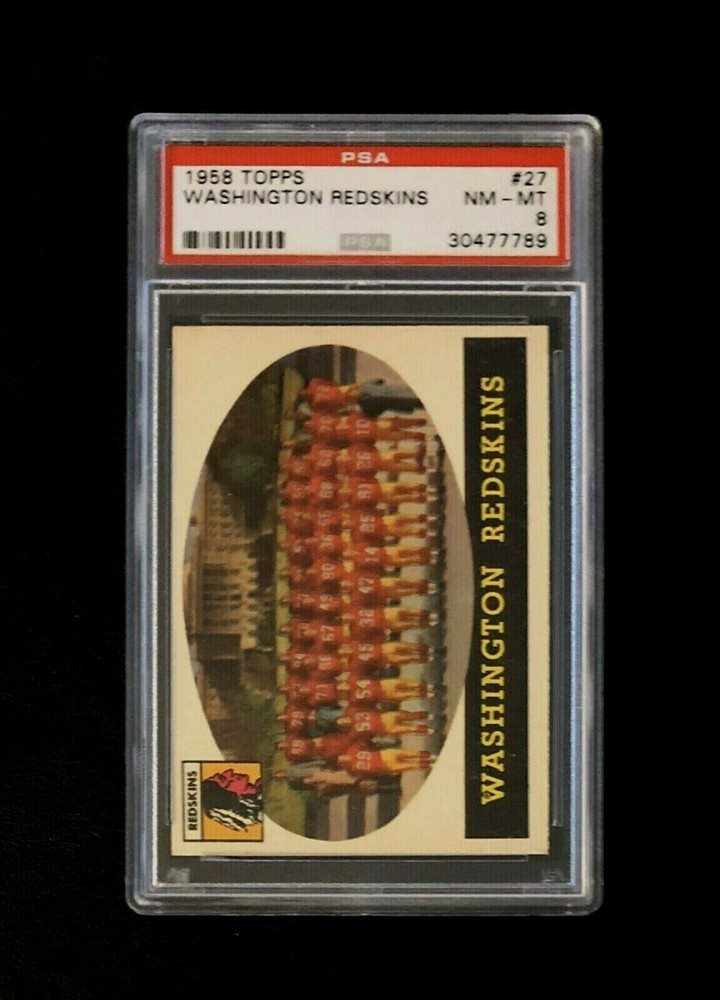 PSA
1958 TOPPS #27
WASHINGTON REDSKINS NM - MT
8
PSA 30477789
WASHINGTON REDSKINS
REDSKINS